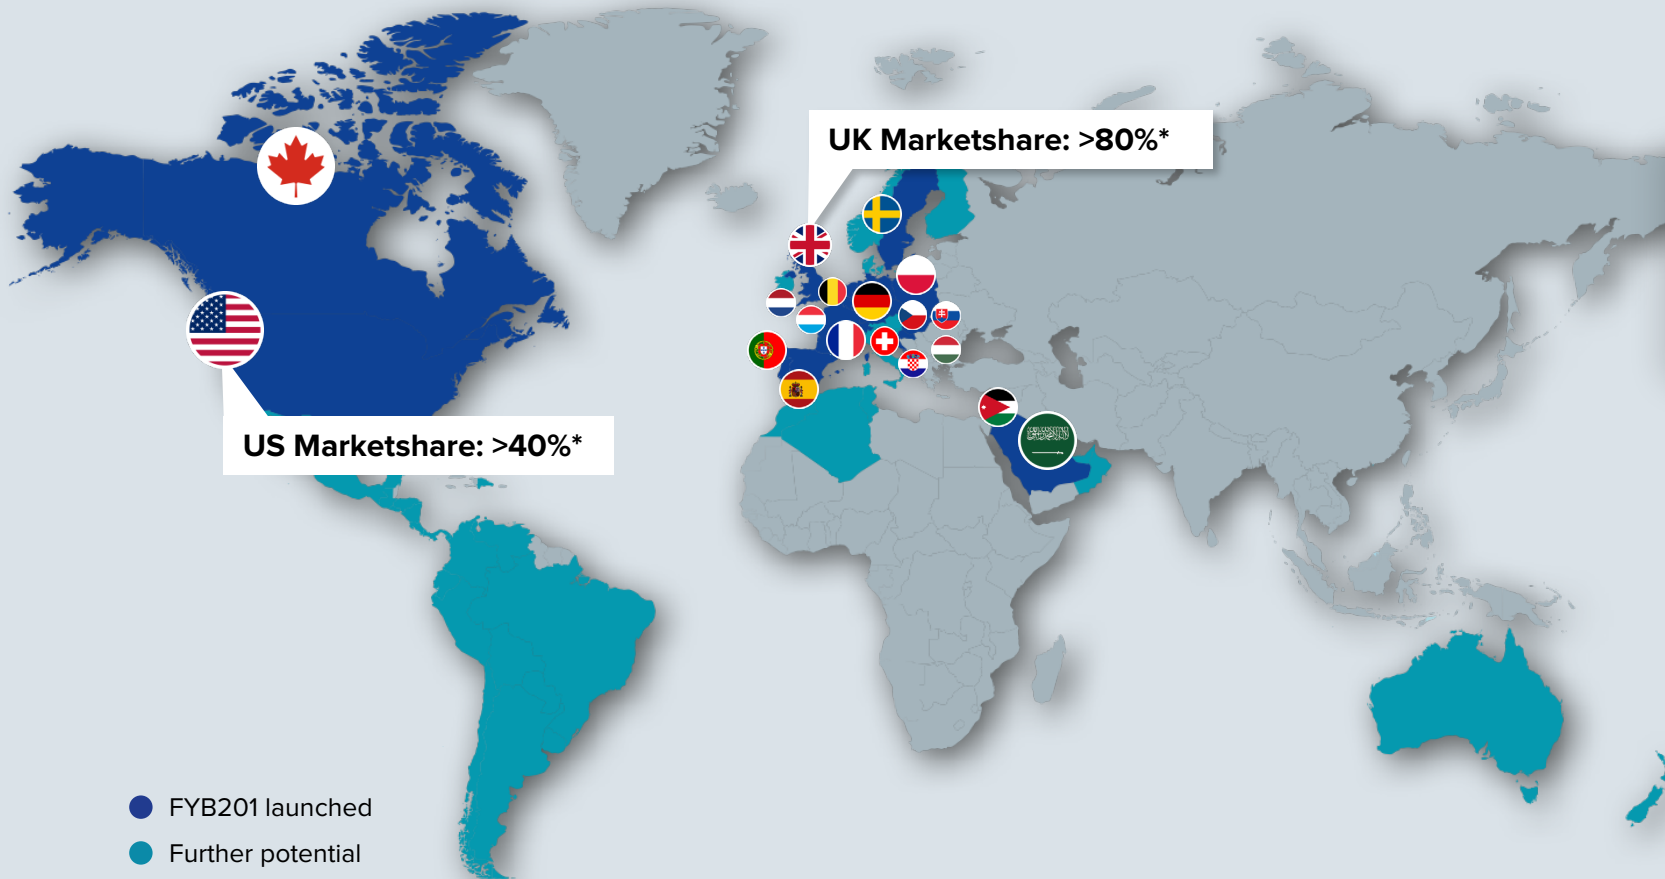 UK Marketshare: >80%*
US Marketshare: >40%*
FYB201 launched
Further potential